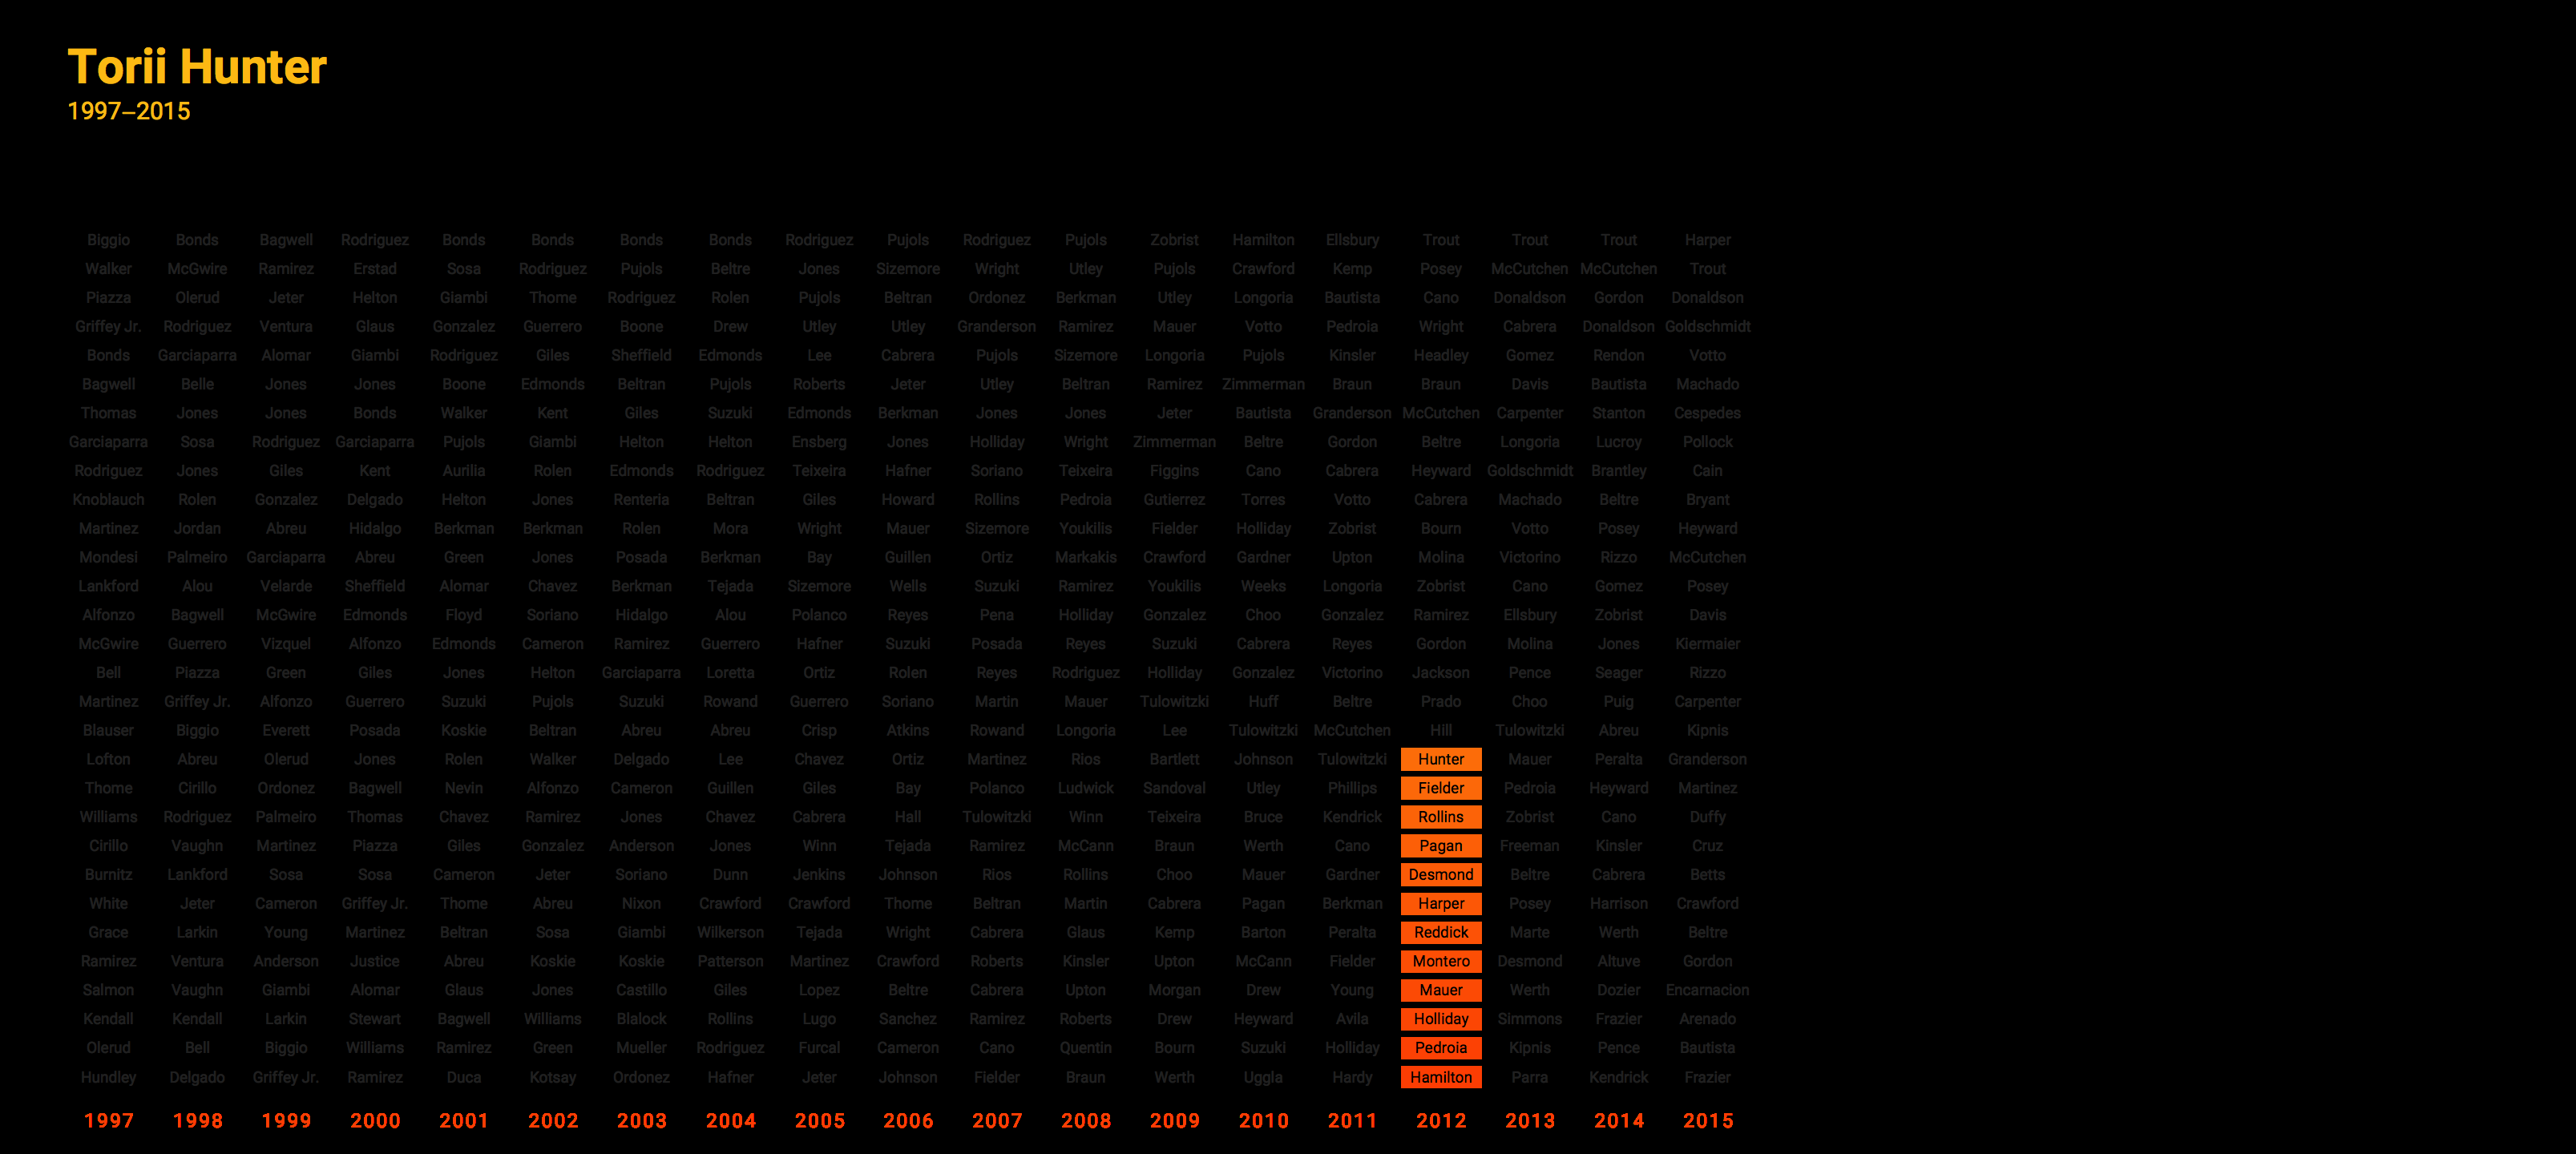 Torii Hunter
1997–2015
Biggio Bonds Bagwell Rodriguez Bonds Bonds Bonds Bonds Rodriguez Pujols Rodriguez Pujols Zobrist Hamilton Ellsbury Trout Trout Trout Harper
Walker McGwire Ramirez Erstad Sosa Rodriguez Pujols Beltre Jones Sizemore Wright Utley Pujols Crawford Kemp Posey McCutchen McCutchen Trout
Piazza Olerud Jeter Helton Giambi Thome Rodriguez Rolen Pujols Beltran Ordonez Berkman Utley Longoria Bautista Cano Donaldson Gordon Donaldson
Griffey Jr. Rodriguez Ventura Glaus Gonzalez Guerrero Boone Drew Utley Utley Granderson Ramirez Mauer Votto Pedroia Wright Cabrera Donaldson Goldschmidt
Bonds Garciaparra Alomar Giambi Rodriguez Giles Sheffield Edmonds Lee Cabrera Pujols Sizemore Longoria Pujols Kinsler Headley Gomez Rendon Votto
Bagwell Belle Jones Jones Boone Edmonds Beltran Pujols Roberts Jeter Utley Beltran Ramirez Zimmerman Braun Braun Davis Bautista Machado
Thomas Jones Jones Bonds Walker Kent Giles Suzuki Edmonds Berkman Jones Jones Jeter Bautista Granderson McCutchen Carpenter Stanton Cespedes
Garciaparra Sosa Rodriguez Garciaparra Pujols Giambi Helton Helton Ensberg Jones Holliday Wright Zimmerman Beltre Gordon Beltre Longoria Lucroy Pollock
Rodriguez Jones Giles Kent Aurilia Rolen Edmonds Rodriguez Teixeira Hafner Soriano Teixeira Figgins Cano Cabrera Heyward Goldschmidt Brantley Cain
Knoblauch Rolen Gonzalez Delgado Helton Jones Renteria Beltran Giles Howard Rollins Pedroia Gutierrez Torres Votto Cabrera Machado Beltre Bryant
Martinez Jordan Abreu Hidalgo Berkman Berkman Rolen Mora Wright Mauer Sizemore Youkilis Fielder Holliday Zobrist Bourn Votto Posey Heyward
Mondesi Palmeiro Garciaparra Abreu Green Jones Posada Berkman Bay Guillen Ortiz Markakis Crawford Gardner Upton Molina Victorino Rizzo McCutchen
Lankford Alou Velarde Sheffield Alomar Chavez Berkman Tejada Sizemore Wells Suzuki Ramirez Youkilis Weeks Longoria Zobrist Cano Gomez Posey
Alfonzo Bagwell McGwire Edmonds Floyd Soriano Hidalgo Alou Polanco Reyes Pena Holliday Gonzalez Choo Gonzalez Ramirez Ellsbury Zobrist Davis
McGwire Guerrero Vizquel Alfonzo Edmonds Cameron Ramirez Guerrero Hafner Suzuki Posada Reyes Suzuki Cabrera Reyes Gordon Molina Jones Kiermaier
Bell Piazza Green Giles Jones Helton Garciaparra Loretta Ortiz Rolen Reyes Rodriguez Holliday Gonzalez Victorino Jackson Pence Seager Rizzo
Martinez Griffey Jr. Alfonzo Guerrero Suzuki Pujols Suzuki Rowand Guerrero Soriano Martin Mauer Tulowitzki Huff Beltre Prado Choo Puig Carpenter
Blauser Biggio Everett Posada Koskie Beltran Abreu Abreu Crisp Atkins Rowand Longoria Lee Tulowitzki McCutchen Hill Tulowitzki Abreu Kipnis
Lofton Abreu Olerud Jones Rolen Walker Delgado Lee Chavez Ortiz Martinez Rios Bartlett Johnson Tulowitzki Hunter Mauer Peralta Granderson
Thome Cirillo Ordonez Bagwell Nevin Alfonzo Cameron Guillen Giles Bay Polanco Ludwick Sandoval Utley Phillips Fielder Pedroia Heyward Martinez
Williams Rodriguez Palmeiro Thomas Chavez Ramirez Jones Chavez Cabrera Hall Tulowitzki Winn Teixeira Bruce Kendrick Rollins Zobrist Cano Duffy
Cirillo Vaughn Martinez Piazza Giles Gonzalez Anderson Jones Winn Tejada Ramirez McCann Braun Werth Cano Pagan Freeman Kinsler Cruz
Burnitz Lankford Sosa Sosa Cameron Jeter Soriano Dunn Jenkins Johnson Rios Rollins Choo Mauer Gardner Desmond Beltre Cabrera Betts
White Jeter Cameron Griffey Jr. Thome Abreu Nixon Crawford Crawford Thome Beltran Martin Cabrera Pagan Berkman Harper Posey Harrison Crawford
Grace Larkin Young Martinez Beltran Sosa Giambi Wilkerson Tejada Wright Cabrera Glaus Kemp Barton Peralta Reddick Marte Werth Beltre
Ramirez Ventura Anderson Justice Abreu Koskie Koskie Patterson Martinez Crawford Roberts Kinsler Upton McCann Fielder Montero Desmond Altuve Gordon
Salmon Vaughn Giambi Alomar Glaus Jones Castillo Giles Lopez Beltre Cabrera Upton Morgan Drew Young Mauer Werth Dozier Encarnacion
Kendall Kendall Larkin Stewart Bagwell Williams Blalock Rollins Lugo Sanchez Ramirez Roberts Drew Heyward Avila Holliday Simmons Frazier Arenado
Olerud Bell Biggio Williams Ramirez Green Mueller Rodriguez Furcal Cameron Cano Quentin Bourn Suzuki Holliday Pedroia Kipnis Pence Bautista
Hundley Delgado Griffey Jr. Ramirez Duca Kotsay Ordonez Hafner Jeter Johnson Fielder Braun Werth Uggla Hardy Hamilton Parra Kendrick Frazier
1997 1998 1999 2000 2001 2002 2003 2004 2005 2006 2007 2008 2009 2010 2011 2012 2013 2014 2015